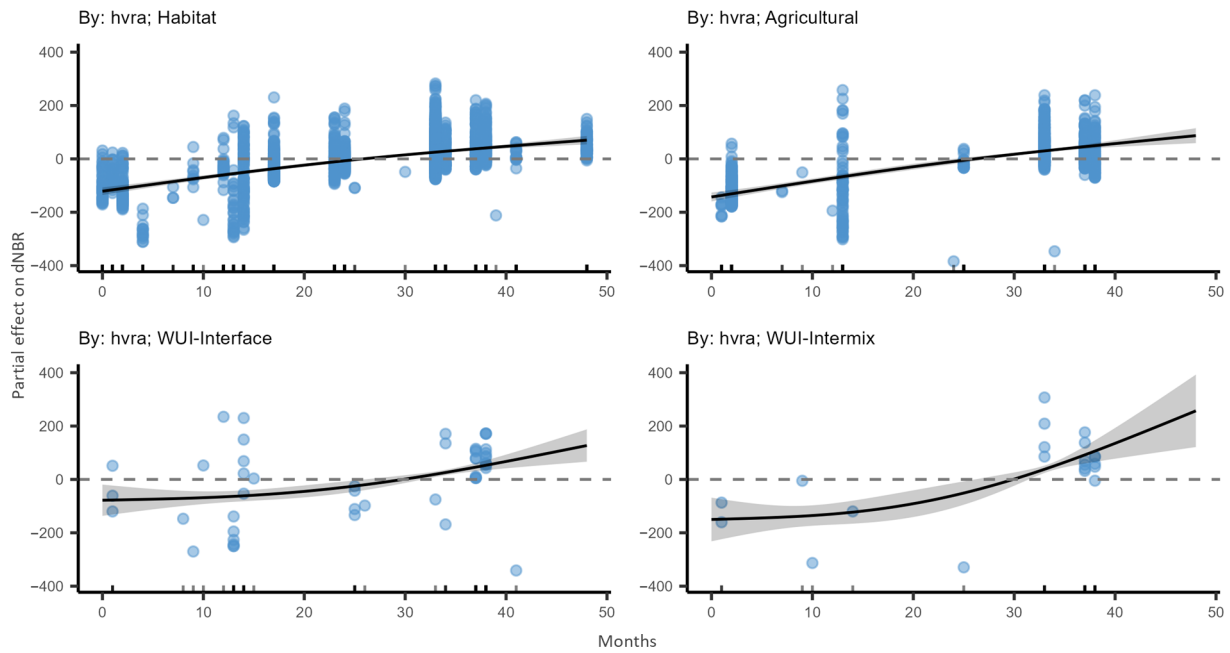 By: hvra; Habitat
By: hvra; Agricultural
400
200
0
−200
−400
0 10 20 30 40 50
400
200
0
−200
−400
0 10 20 30 40 50
Partial effect on dNBR
By: hvra; WUI-Interface
By: hvra; WUI-Intermix
400
200
0
−200
−400
0 10 20 30 40 50
400
200
0
−200
−400
0 10 20 30 40 50
Months